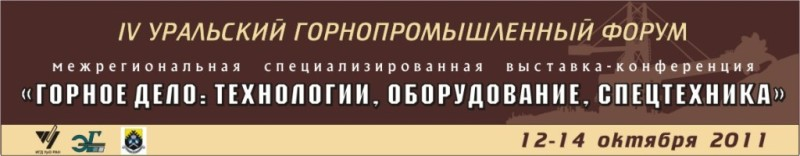 IV УРАЛЬСКИЙ ГОРНОПРОМЫШЛЕННЫЙ ФОРУМ
межрегиональная специализированная выставка-конференция
«ГОРНОЕ ДЕЛО: ТЕХНОЛОГИИ, ОБОРУДОВАНИЕ, СПЕЦТЕХНИКА»
12-14 октября 2011